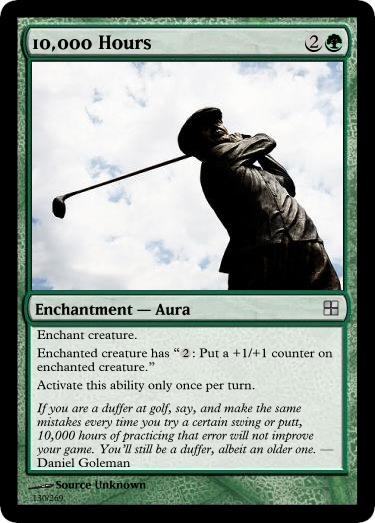 10,000 Hours 2
Enchantment — Aura
Enchant creature.
Enchanted creature has “2: Put a +1/+1 counter on
enchanted creature.”
Activate this ability only once per turn.
If you are a duffer at golf, say, and make the same
mistakes every time you try a certain swing or putt,
10,000 hours of practicing that error will not improve
your game. You'll still be a duffer, albeit an older one. —
Daniel Goleman
Source Unknown
130/269